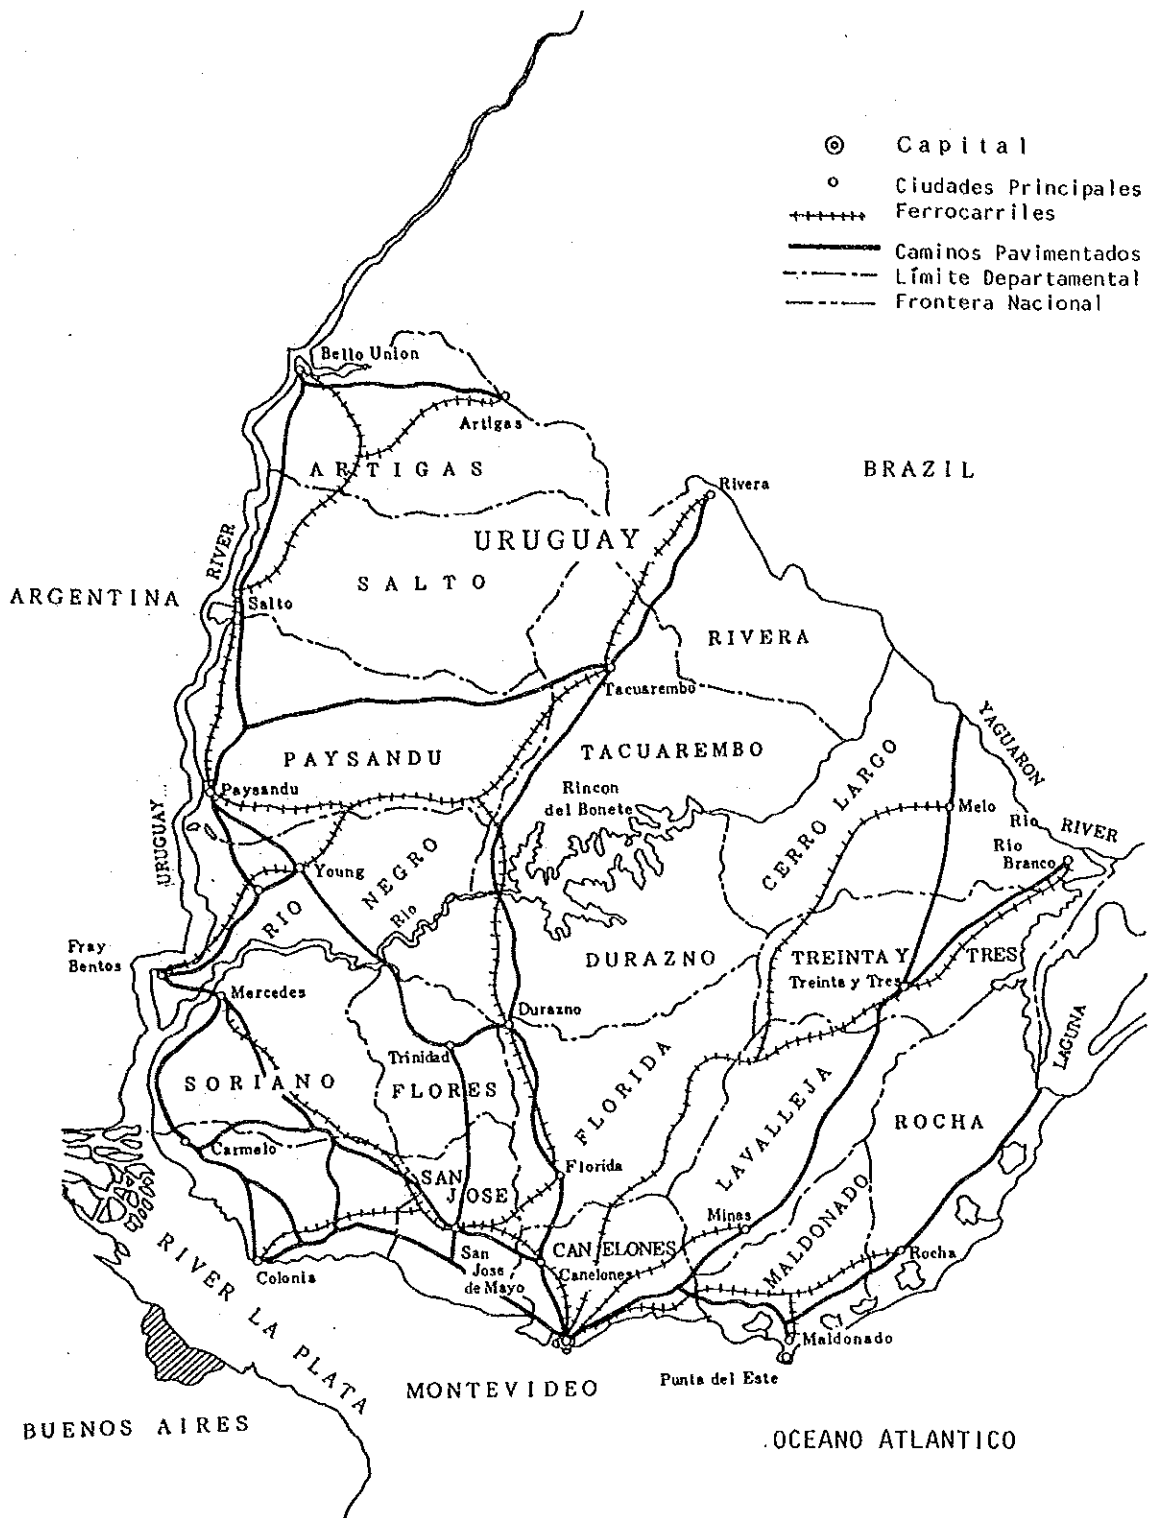 Capital
Ciudades Principales
Ferrocarriles
Caminos Pavimentados
Límite Departamental
Frontera Nacional
Bello Union
Artigas
ARTIGAS
BRAZIL
Rivera
URUGUAY
RIVER
SALTO
ARGENTINA
Salto
RIVERA
Tacuarembo
YAGUARON
PAYSANDU
TACUAREMBO
Paysandu
Rincon
del Bonete
CERRO LARGO
Melo
Rio
RIVER
URUGUAY
Rio
Branco
Young
NEGRO
RIO
Rio
Fray
Bentos
DURAZNO
TREINTA Y
TRES
Treinta y Tres
Mercedes
Durazno
Trinidad
LAGUNA
SORIANO
FLORES
FLORIDA
LAVALLEJA
ROCHA
Carmelo
SAN
JOSE
Florida
MALDONADO
Minas
CANELONES
Canelones
Rocha
RIVER LA PLATA
Colonia
San
Jose
de Mayo
Maldonado
Punta del Este
MONTEVIDEO
BUENOS AIRES
.OCEANO ATLANTICO